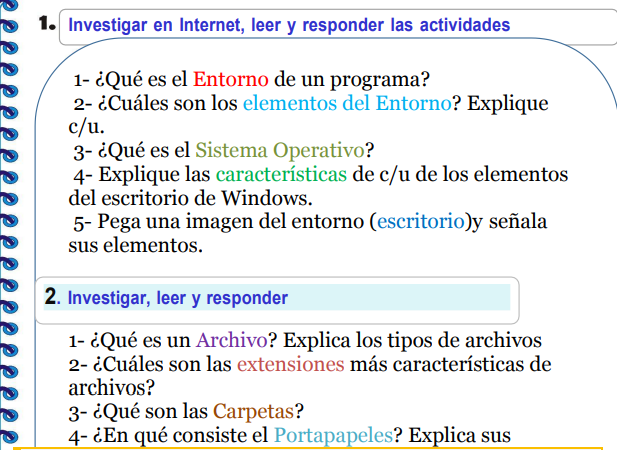 1. Investigar en Internet, leer y responder las actividades
1- ¿Qué es el Entorno de un programa?
2- ¿Cuáles son los elementos del Entorno? Explique
c/u.
3- ¿Qué es el Sistema Operativo?
4- Explique las características de c/u de los elementos
del escritorio de Windows.
5- Pega una imagen del entorno (escritorio)y señala
sus elementos.
2. Investigar, leer y responder
1- ¿Qué es un Archivo? Explica los tipos de archivos
2- ¿Cuáles son las extensiones más características de
archivos?
3- ¿Qué son las Carpetas?
4- ¿En qué consiste el Portapapeles? Explica sus